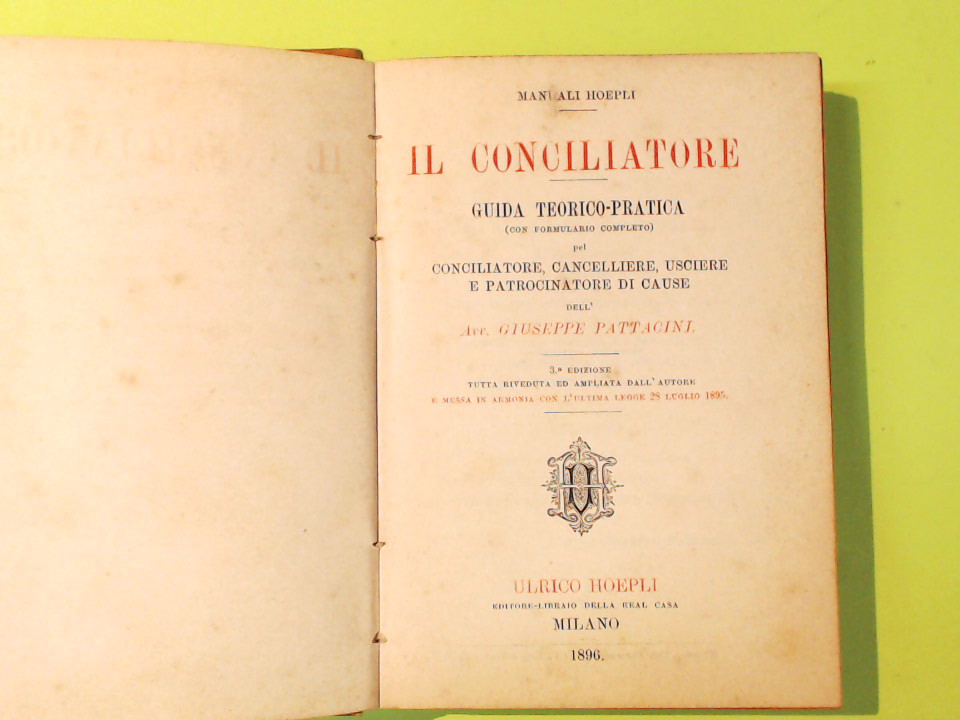 MANUALI HOEPLI
IL CONCILIATORE
GUIDA TEORICO-PRATICA
(CON FORMULARIO COMPLETO)
pel
CONCILIATORE, CANCELLIERE, USCIERE
E PATROCINATORE DI CAUSE
DELL'
Avv. GIUSEPPE PATTACINI.
3.ª EDIZIONE
TUTTA RIVEDUTA ED AMPLIATA DALL'AUTORE
E MESSA IN ARMONIA CON L'ULTIMA LEGGE 28 LUGLIO 1895.
UH
ULRICO HOEPLI
EDITORE-LIBRAIO DELLA REAL CASA
MILANO
1896.